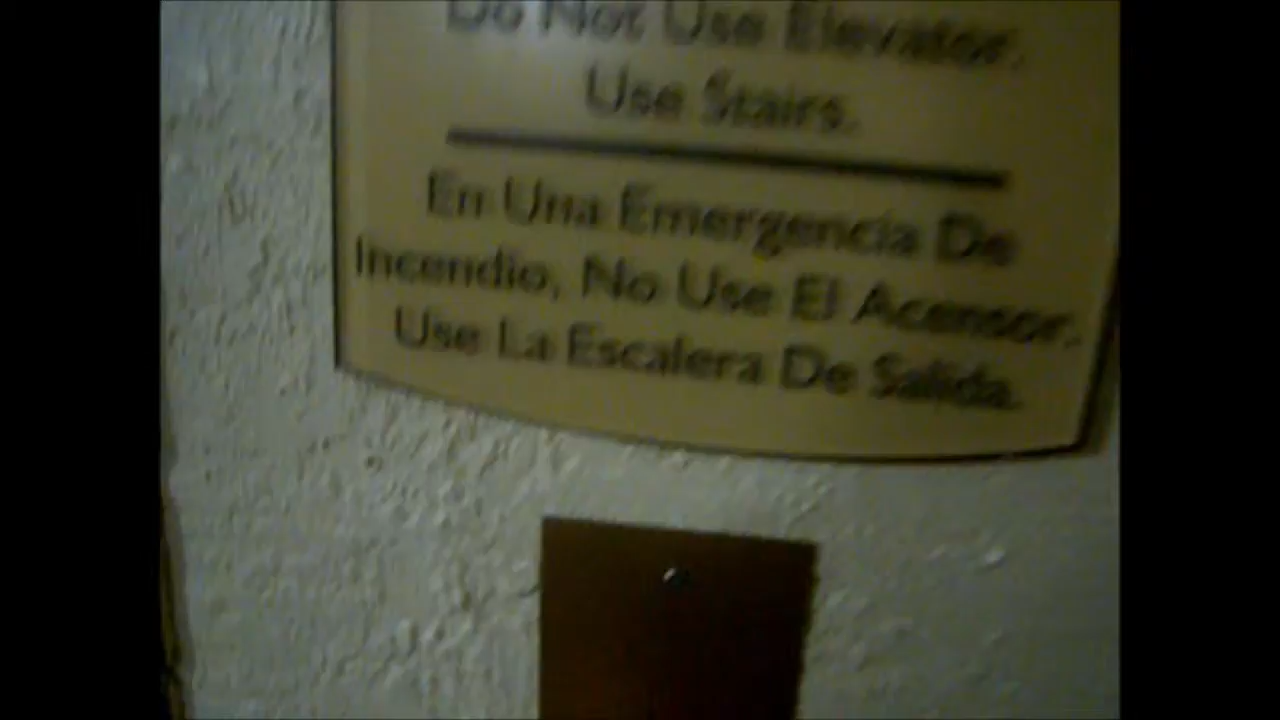 Do Not Use Elevator.
Use Stairs.
En Una Emergencia De
Incendio, No Use El Acensor.
Use La Escalera De Salida.